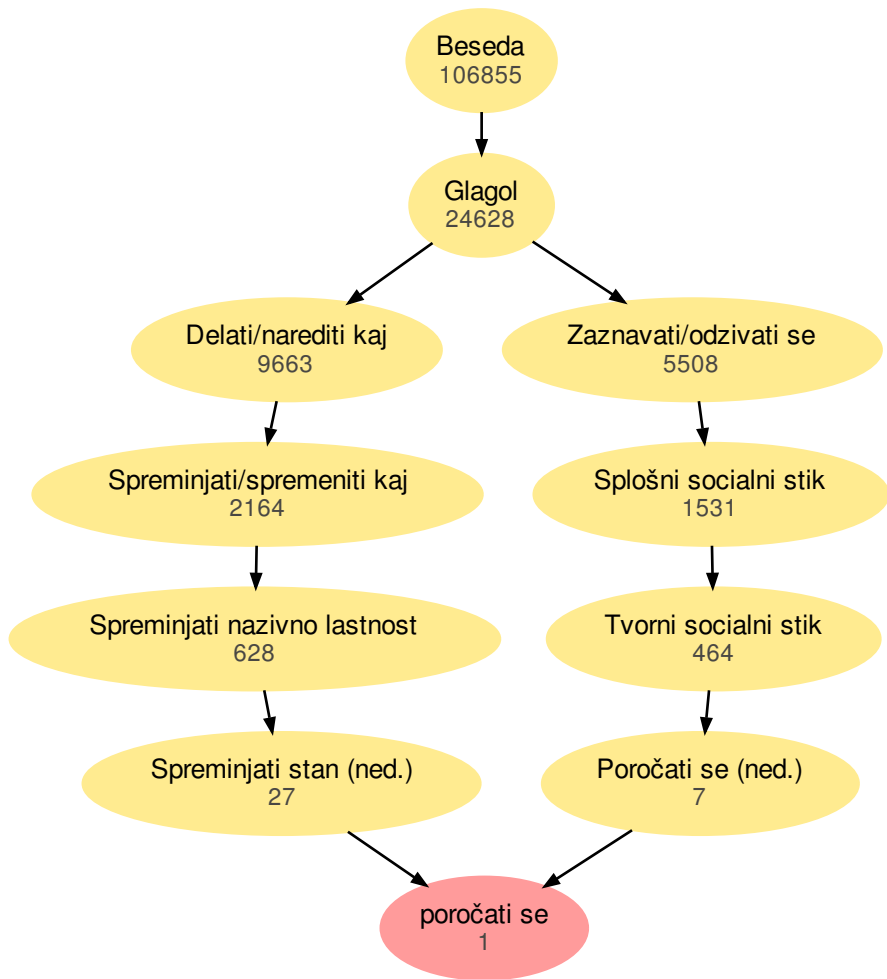 Beseda
106855
Glagol
24628
Delati/narediti kaj
9663
Zaznavati/odzivati se
5508
Spreminjati/spremeniti kaj
2164
Splošni socialni stik
1531
Spreminjati nazivno lastnost
628
Tvorni socialni stik
464
Spreminjati stan (ned.)
27
Poročati se (ned.)
7
poročati se
1